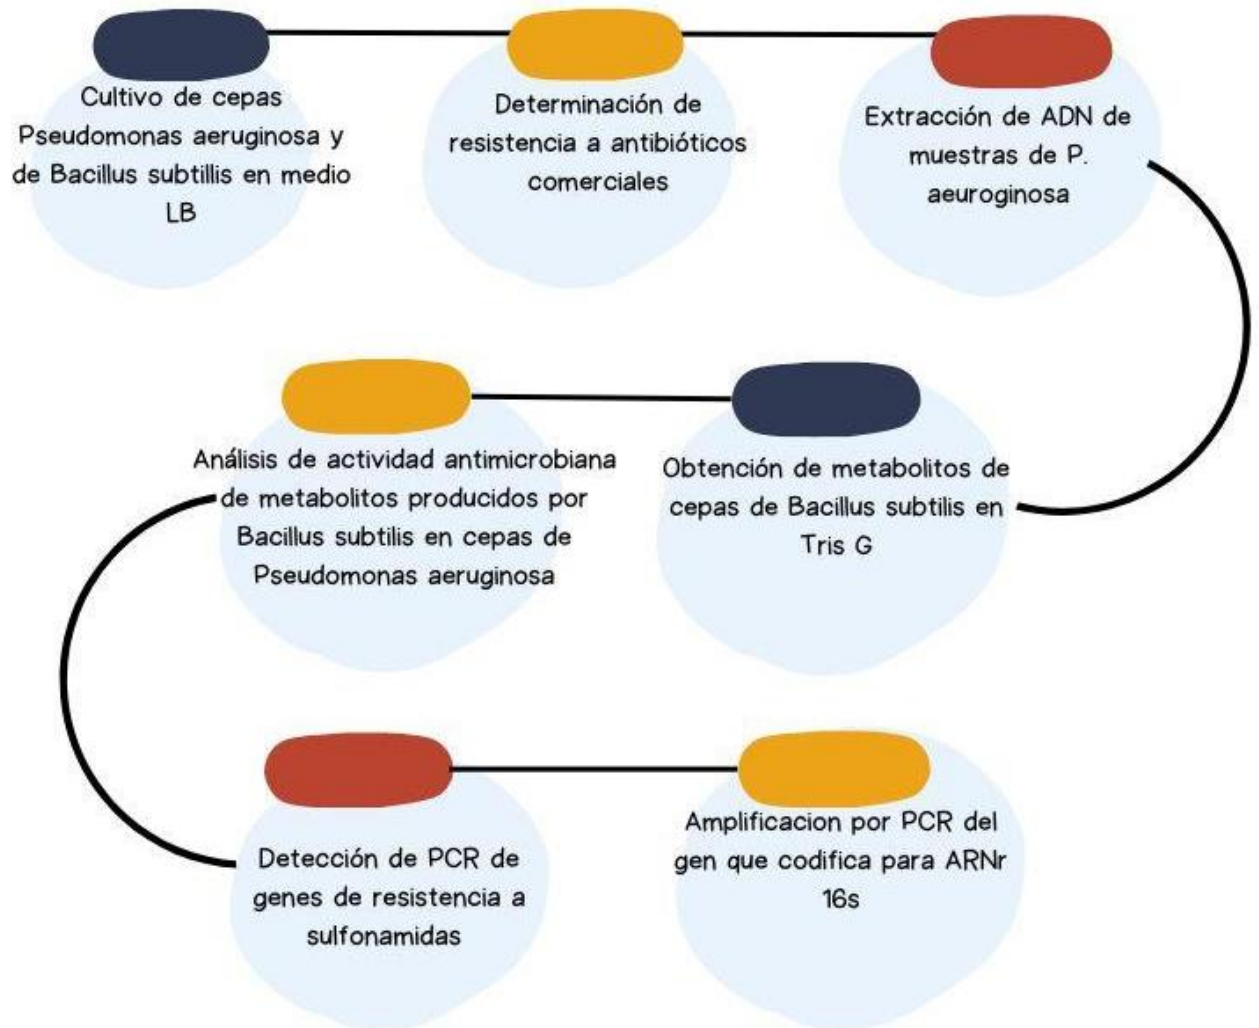 Cultivo de cepas
Pseudomonas aeruginosa y
de Bacillus subtillis en medio
LB
Determinación de
resistencia a antibióticos
comerciales
Extracción de ADN de
muestras de P.
aeuroginosa
Obtención de metabolitos de
cepas de Bacillus subtilis en
Tris G
Análisis de actividad antimicrobiana
de metabolitos producidos por
Bacillus subtilis en cepas de
Pseudomonas aeruginosa
Detección de PCR de
genes de resistencia a
sulfonamidas
Amplificacion por PCR del
gen que codifica para ARNr
16s